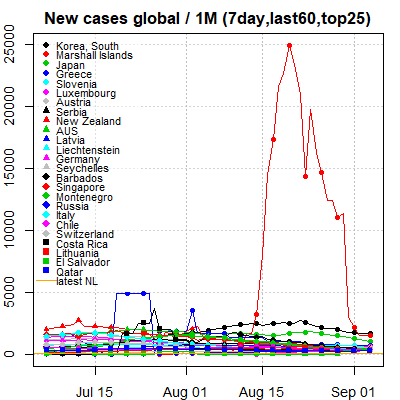 New cases global / 1M (7day,last60,top25)
25000
20000
15000
10000
5000
0
Korea, South
Marshall Islands
Japan
Greece
Slovenia
Luxembourg
Austria
Serbia
New Zealand
AUS
Latvia
Liechtenstein
Germany
Seychelles
Barbados
Singapore
Montenegro
Russia
Italy
Chile
Switzerland
Costa Rica
Lithuania
El Salvador
Qatar
latest NL
Jul 15
Aug 01
Aug 15
Sep 01